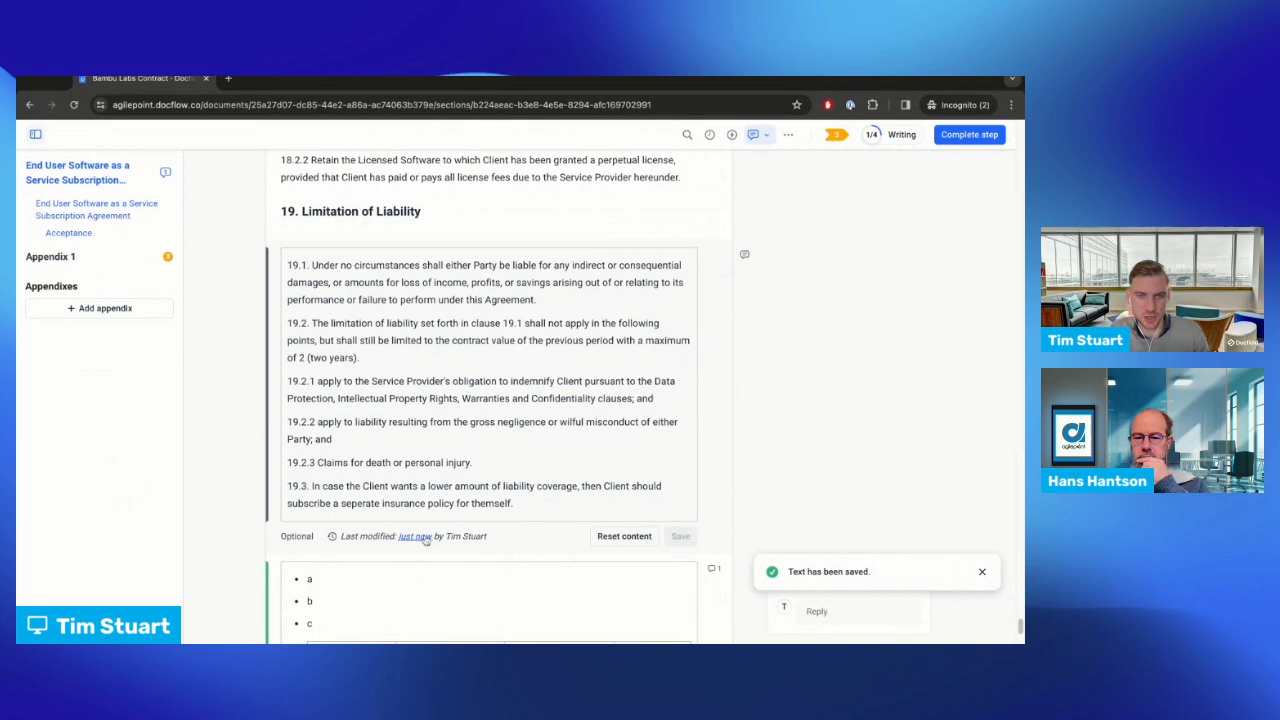 Bambu Labs Contract - Docf
agilepoint.docflow.co/documents/25a27d07-dc85-44e2-a86a-ac74063b379e/sections/b224aeac-b3e8-4e5e-8294-afc169702991
Incognito (2)
3
1/4 Writing
Complete step
End User Software as a
Service Subscription...
1
End User Software as a Service
Subscription Agreement
Acceptance
Appendix 1
Appendixes
+ Add appendix
18.2.2 Retain the Licensed Software to which Client has been granted a perpetual license,
provided that Client has paid or pays all license fees due to the Service Provider hereunder.
19. Limitation of Liability
19.1. Under no circumstances shall either Party be liable for any indirect or consequential
damages, or amounts for loss of income, profits, or savings arising out of or relating to its
performance or failure to perform under this Agreement.
19.2. The limitation of liability set forth in clause 19.1 shall not apply in the following
points, but shall still be limited to the contract value of the previous period with a maximum
of 2 (two years).
19.2.1 apply to the Service Provider's obligation to indemnify Client pursuant to the Data
Protection, Intellectual Property Rights, Warranties and Confidentiality clauses; and
19.2.2 apply to liability resulting from the gross negligence or wilful misconduct of either
Party; and
19.2.3 Claims for death or personal injury.
19.3. In case the Client wants a lower amount of liability coverage, then Client should
subscribe a seperate insurance policy for themself.
Optional
Last modified: just now by Tim Stuart
Reset content
Save
a
b
c
1
Text has been saved.
T
Reply
Tim Stuart
Tim Stuart
Docfield
agilepoint
Hans Hantson